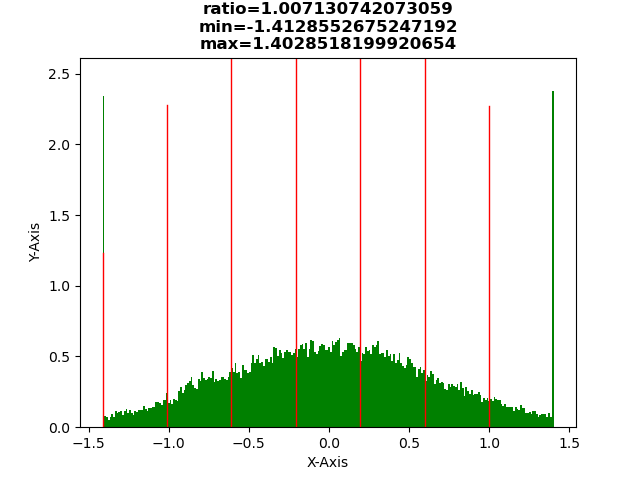 ratio=1.007130742073059
min=-1.4128552675247192
max=1.4028518199920654
2.5
2.0
1.5
1.0
0.5
0.0
Y-Axis
−1.5 −1.0 −0.5 0.0 0.5 1.0 1.5
X-Axis